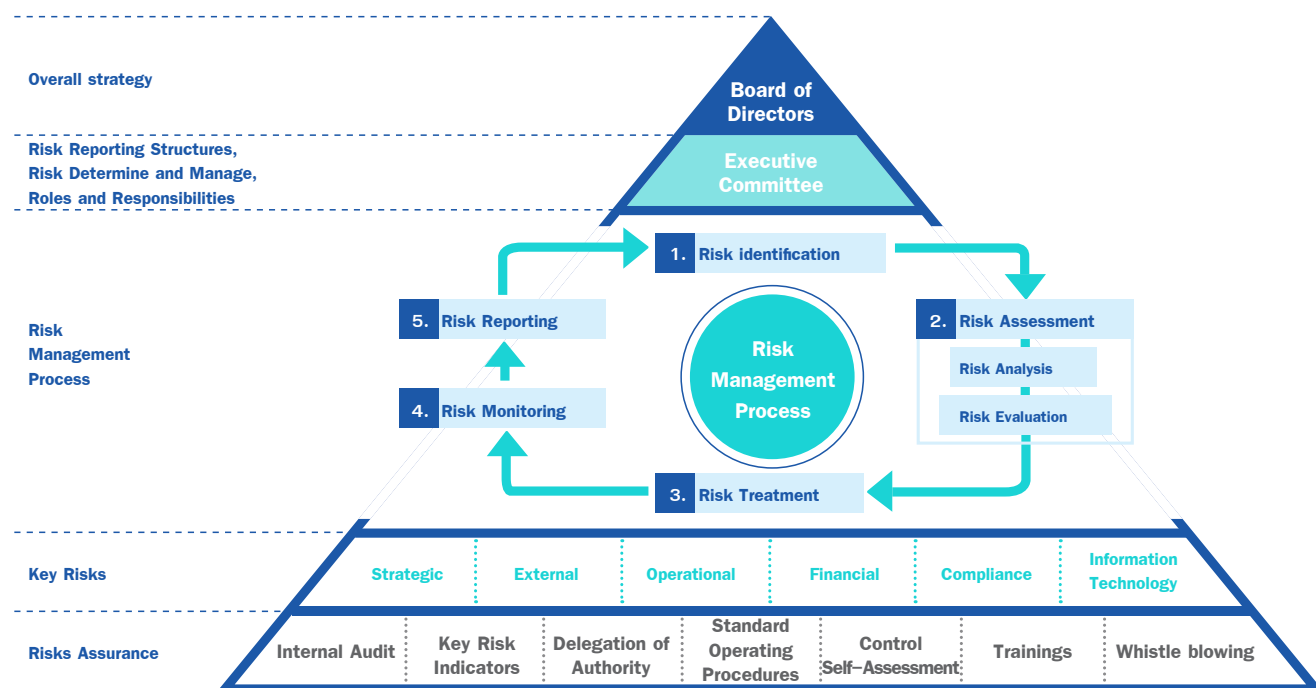 Overall strategy
Board of
Directors
Risk Reporting Structures,
Risk Determine and Manage,
Roles and Responsibilities
Executive
Committee
Risk
Management
Process
1. Risk identification
2. Risk Assessment
Risk Analysis
Risk Evaluation
3. Risk Treatment
4. Risk Monitoring
5. Risk Reporting
Risk
Management
Process
Key Risks
Strategic
External
Operational
Financial
Compliance
Information
Technology
Risks Assurance
Internal Audit
Key Risk
Indicators
Delegation of
Authority
Standard
Operating
Procedures
Control
Self–Assessment
Trainings
Whistle blowing